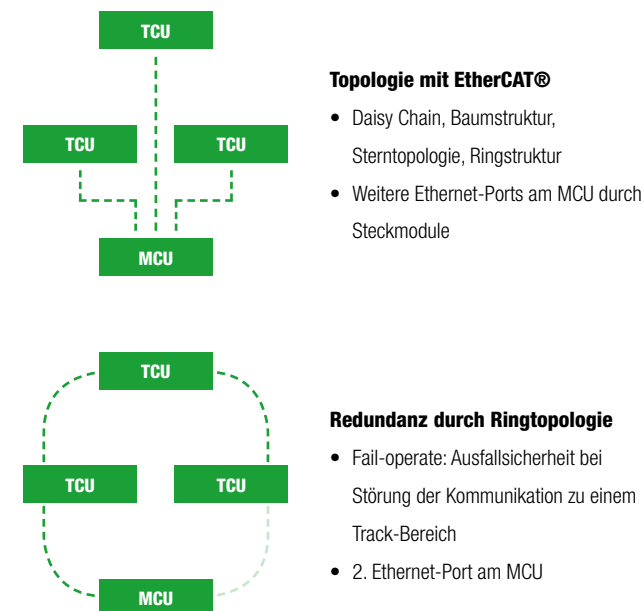 TCU
TCU
TCU
MCU
Topologie mit EtherCAT®
• Daisy Chain, Baumstruktur,
Sterntopologie, Ringstruktur
• Weitere Ethernet-Ports am MCU durch
Steckmodule
TCU
TCU
TCU
MCU
Redundanz durch Ringtopologie
• Fail-operate: Ausfallsicherheit bei
Störung der Kommunikation zu einem
Track-Bereich
• 2. Ethernet-Port am MCU